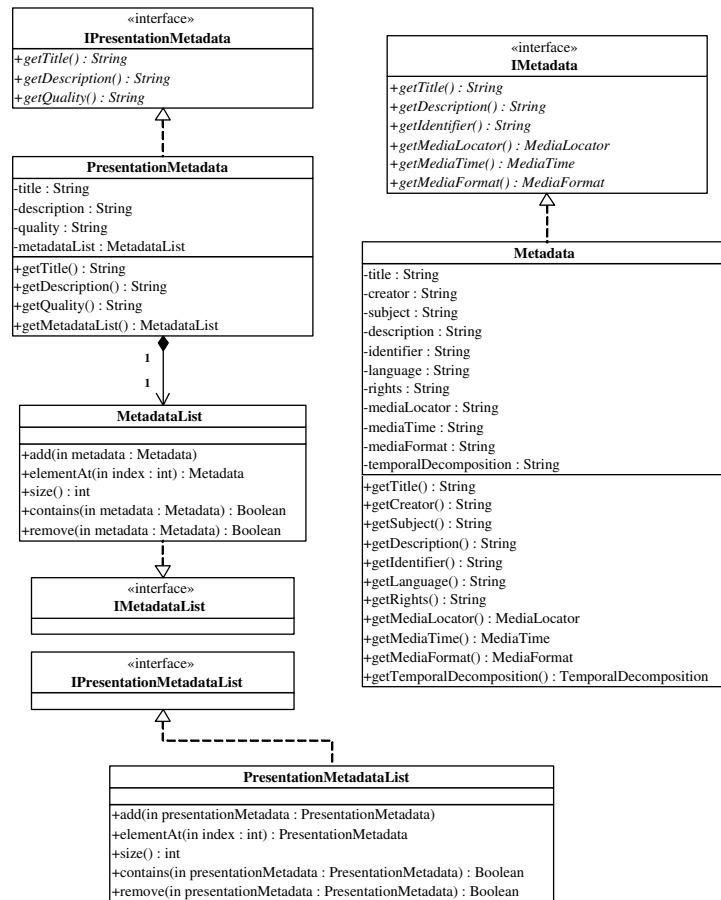 «interface»
IPresentationMetadata
+getTitle() : String
+getDescription() : String
+getQuality() : String
PresentationMetadata
-title : String
-description : String
-quality : String
-metadataList : MetadataList
+getTitle() : String
+getDescription() : String
+getQuality() : String
+getMetadataList() : MetadataList
1
1
MetadataList
+add(in metadata : Metadata)
+elementAt(in index : int) : Metadata
+size() : int
+contains(in metadata : Metadata) : Boolean
+remove(in metadata : Metadata) : Boolean
«interface»
IMetadataList
«interface»
IPresentationMetadataList
PresentationMetadataList
+add(in presentationMetadata : PresentationMetadata)
+elementAt(in index : int) : PresentationMetadata
+size() : int
+contains(in presentationMetadata : PresentationMetadata) : Boolean
+remove(in presentationMetadata : PresentationMetadata) : Boolean
«interface»
IMetadata
+getTitle() : String
+getDescription() : String
+getIdentifier() : String
+getMediaLocator() : MediaLocator
+getMediaTime() : MediaTime
+getMediaFormat() : MediaFormat
Metadata
-title : String
-creator : String
-subject : String
-description : String
-identifier : String
-language : String
-rights : String
-mediaLocator : String
-mediaTime : String
-mediaFormat : String
-temporalDecomposition : String
+getTitle() : String
+getCreator() : String
+getSubject() : String
+getDescription() : String
+getIdentifier() : String
+getLanguage() : String
+getRights() : String
+getMediaLocator() : MediaLocator
+getMediaTime() : MediaTime
+getMediaFormat() : MediaFormat
+getTemporalDecomposition() : TemporalDecomposition